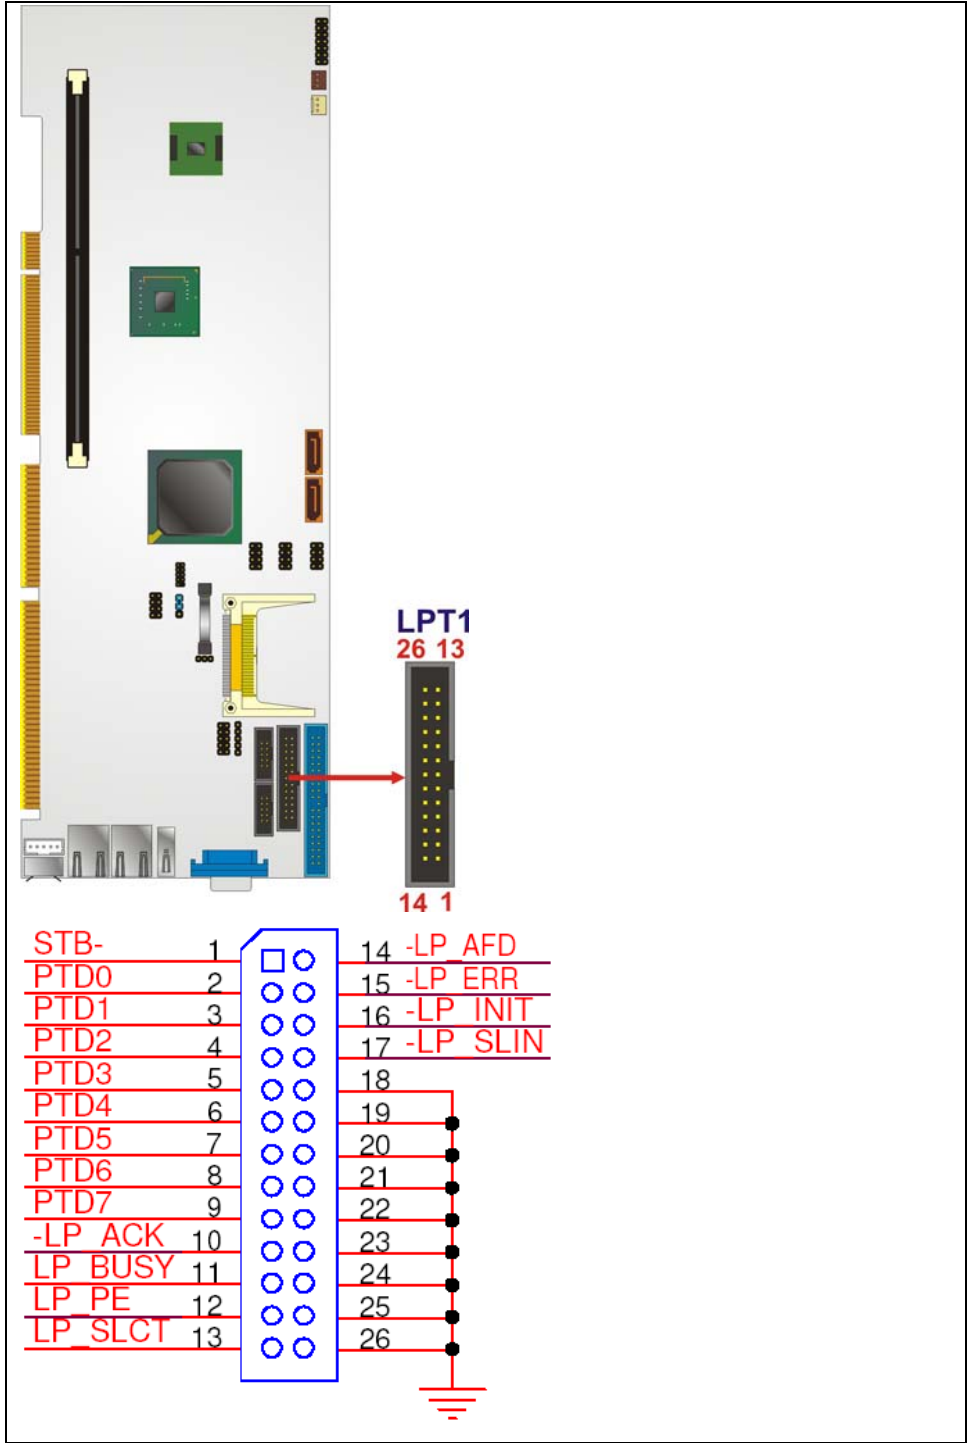 LPT1
26 13
14 1
STB- 1 14 -LP_AFD
PTD0 2 15 -LP_ERR
PTD1 3 16 -LP_INIT
PTD2 4 17 -LP_SLIN
PTD3 5 18
PTD4 6 19
PTD5 7 20
PTD6 8 21
PTD7 9 22
-LP_ACK 10 23
LP_BUSY 11 24
LP_PE 12 25
LP_SLCT 13 26